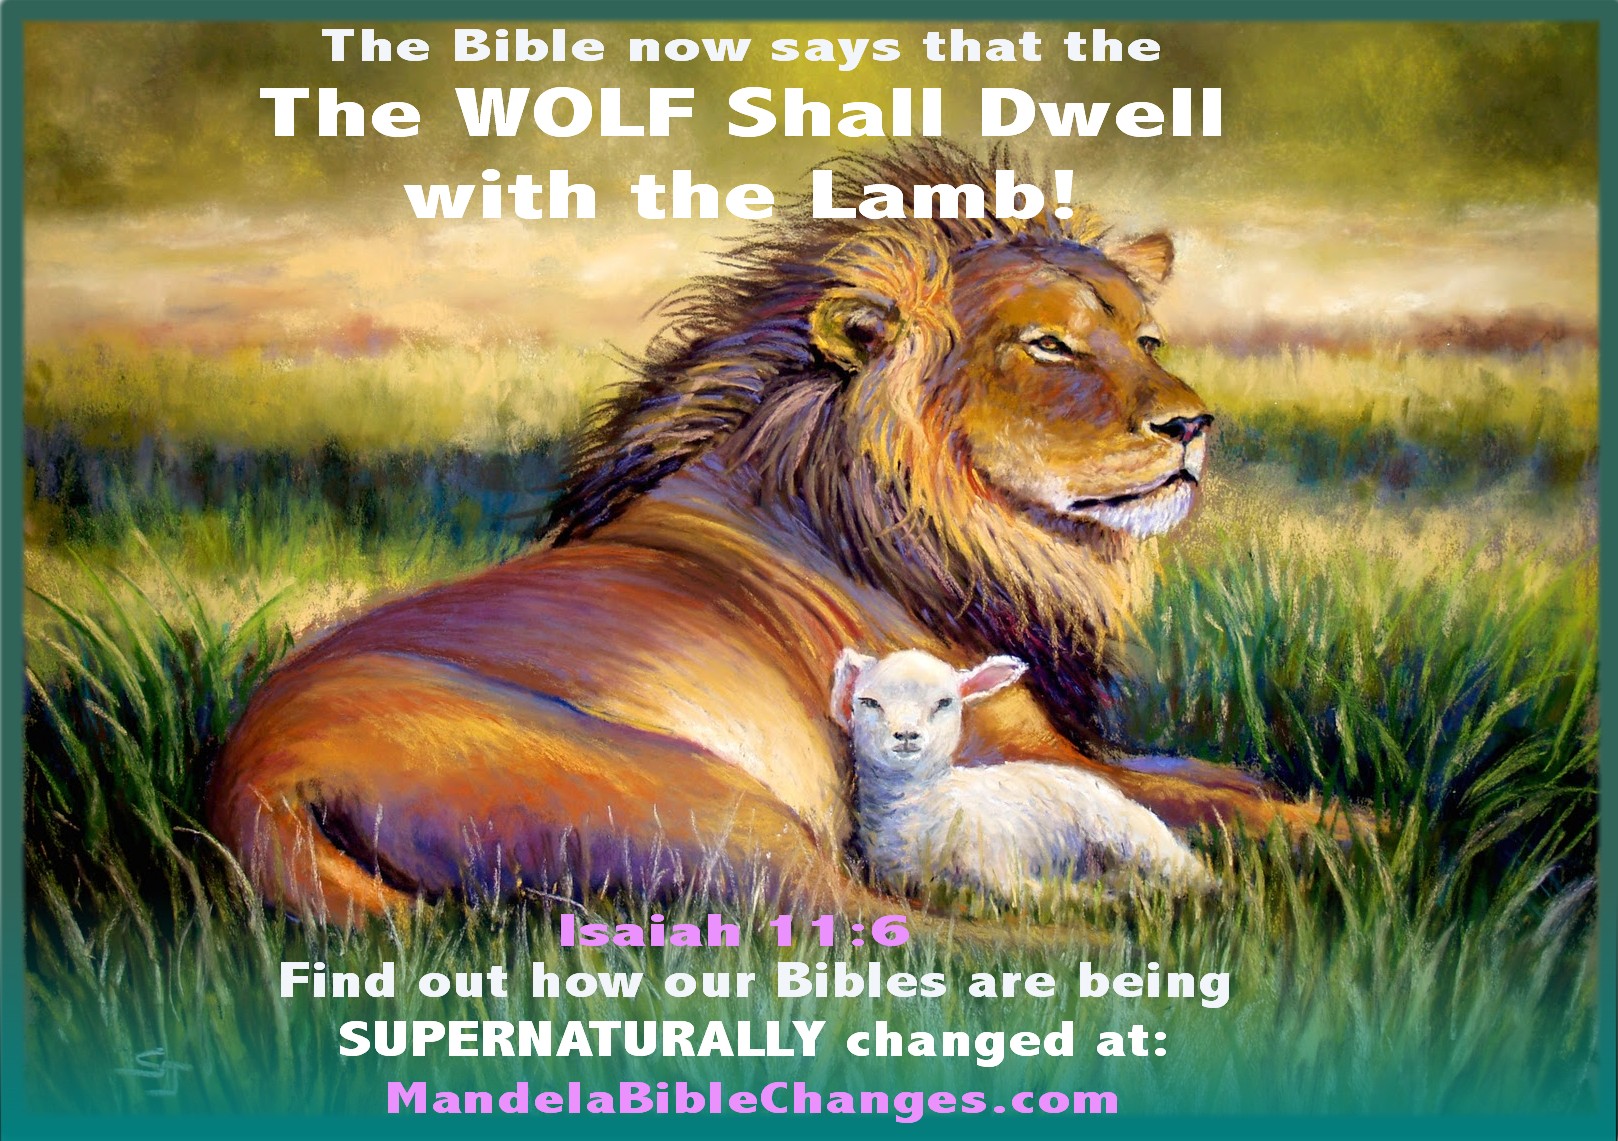 The Bible now says that the
The WOLF Shall Dwell
with the Lamb!
Isaiah 11:6
Find out how our Bibles are being
SUPERNATURALLY changed at:
MandelaBibleChanges.com